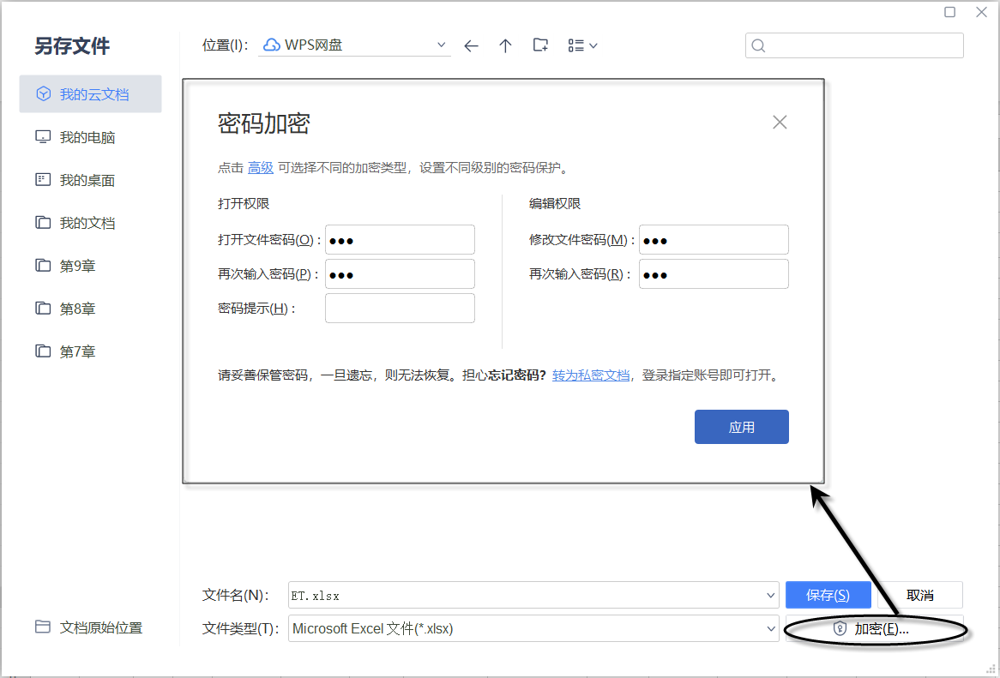 另存文件
位置(I)： WPS网盘
我的云文档
我的电脑
我的桌面
我的文档
第9章
第8章
第7章
文档原始位置
密码加密
点击 高级 可选择不同的加密类型，设置不同级别的密码保护。
打开权限
打开文件密码(O)： ●●●
再次输入密码(P)： ●●●
密码提示(H)：
编辑权限
修改文件密码(M)： ●●●
再次输入密码(R)： ●●●
请妥善保管密码，一旦遗忘，则无法恢复。担心忘记密码？ 转为私密文档，登录指定账号即可打开。
应用
文件名(N)： ET.xlsx
保存(S)
取消
文件类型(T)： Microsoft Excel 文件(*.xlsx)
加密(E)...